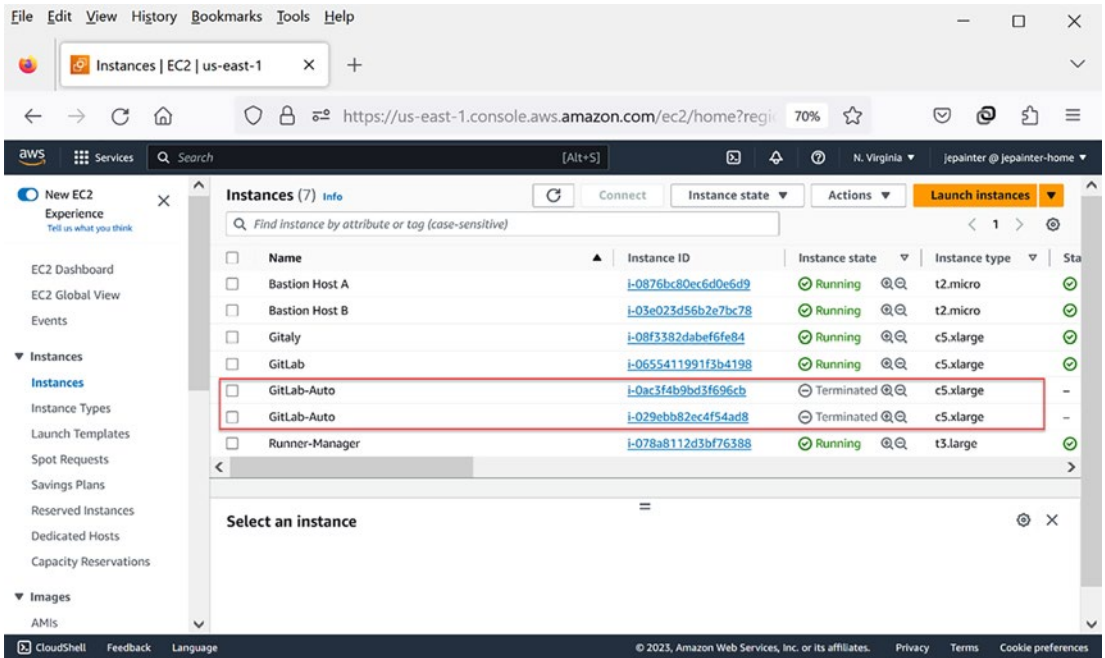 File Edit View History Bookmarks Tools Help
Instances | EC2 | us-east-1
https://us-east-1.console.aws.amazon.com/ec2/home?regi 70%
aws Services Search [Alt+S] N. Virginia jepainter @ jepainter-home
New EC2
Experience
Tell us what you think
EC2 Dashboard
EC2 Global View
Events
Instances
Instances
Instance Types
Launch Templates
Spot Requests
Savings Plans
Reserved Instances
Dedicated Hosts
Capacity Reservations
Images
AMIs
Instances (7) Info Connect Instance state Actions Launch instances
Find instance by attribute or tag (case-sensitive) 1
Name Instance ID Instance state Instance type Sta
Bastion Host A i-0876bc80ec6d0e6d9 Running t2.micro
Bastion Host B i-03e023d56b2e7bc78 Running t2.micro
Gitaly i-08f3382dabef6fe84 Running c5.xlarge
GitLab i-0655411991f3b4198 Running c5.xlarge
GitLab-Auto i-0ac3f4b9bd3f696cb Terminated c5.xlarge –
GitLab-Auto i-029ebb82ec4f54ad8 Terminated c5.xlarge –
Runner-Manager i-078a8112d3bf76388 Running t3.large
Select an instance
CloudShell Feedback Language © 2023, Amazon Web Services, Inc. or its affiliates. Privacy Terms Cookie preferences